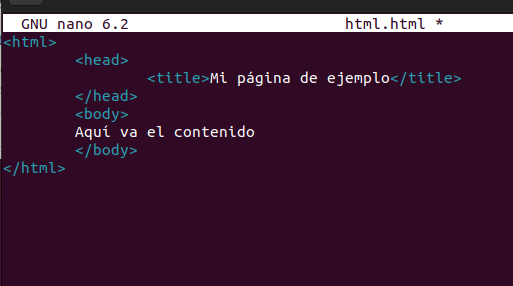 GNU nano 6.2 html.html *
<html>
<head>
<title>Mi página de ejemplo</title>
</head>
<body>
Aquí va el contenido
</body>
</html>